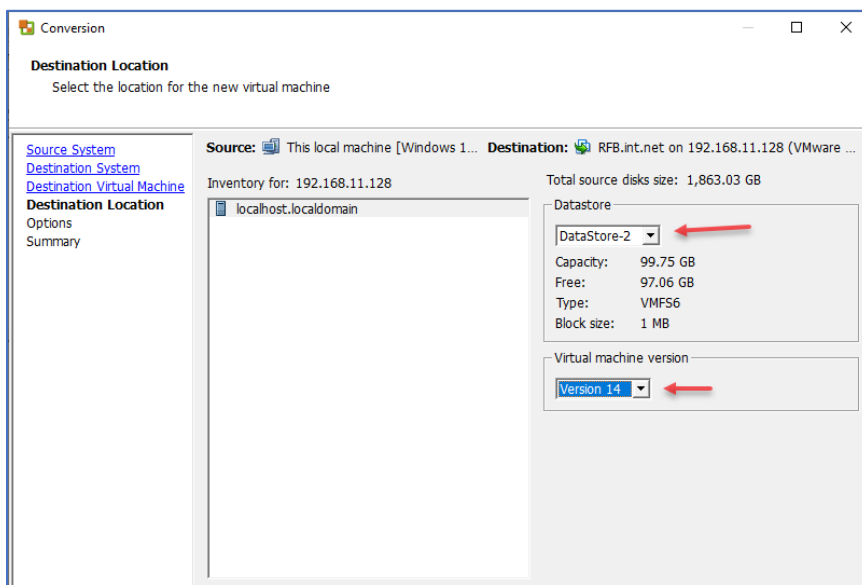 Conversion
Destination Location
Select the location for the new virtual machine
Source System
Destination System
Destination Virtual Machine
Destination Location
Options
Summary
Source: This local machine [Windows 1... Destination: RFB.int.net on 192.168.11.128 (VMware ...
Inventory for: 192.168.11.128
localhost.localdomain
Total source disks size: 1,863.03 GB
Datastore
DataStore-2
Capacity: 99.75 GB
Free: 97.06 GB
Type: VMFS6
Block size: 1 MB
Virtual machine version
Version 14